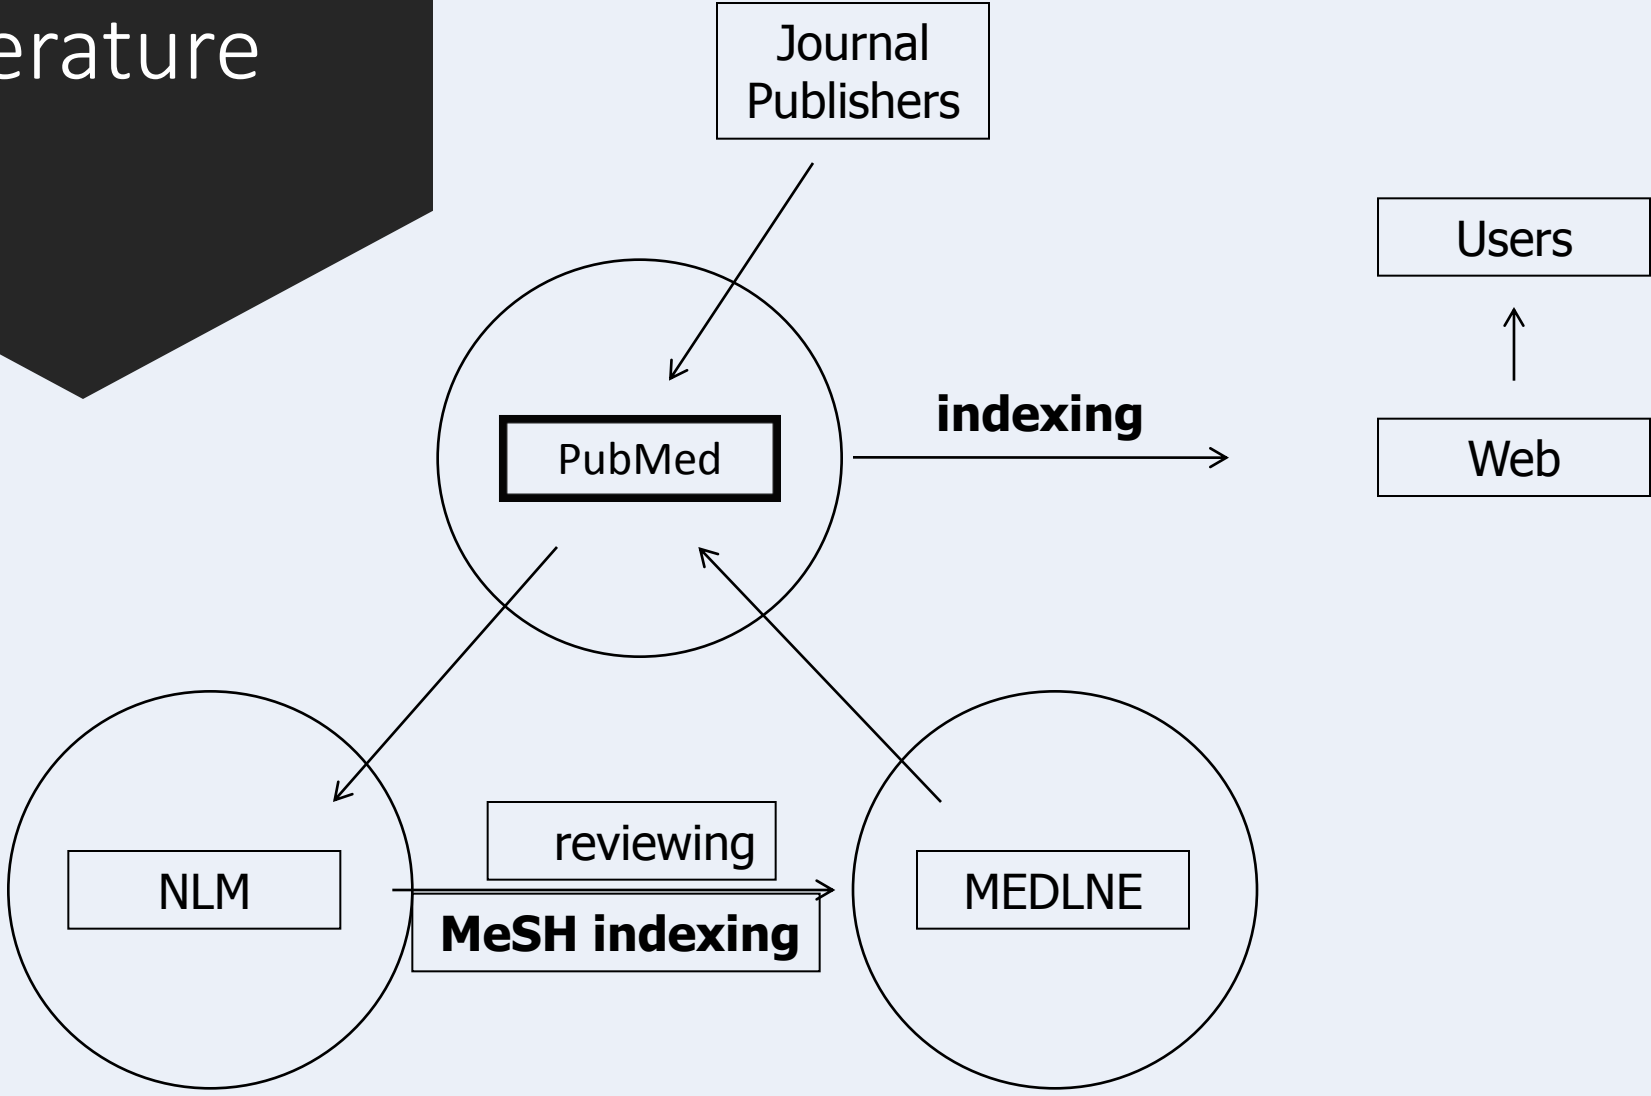 erature
Journal
Publishers
Users
indexing
Web
PubMed
reviewing
NLM
MEDLNE
MeSH indexing